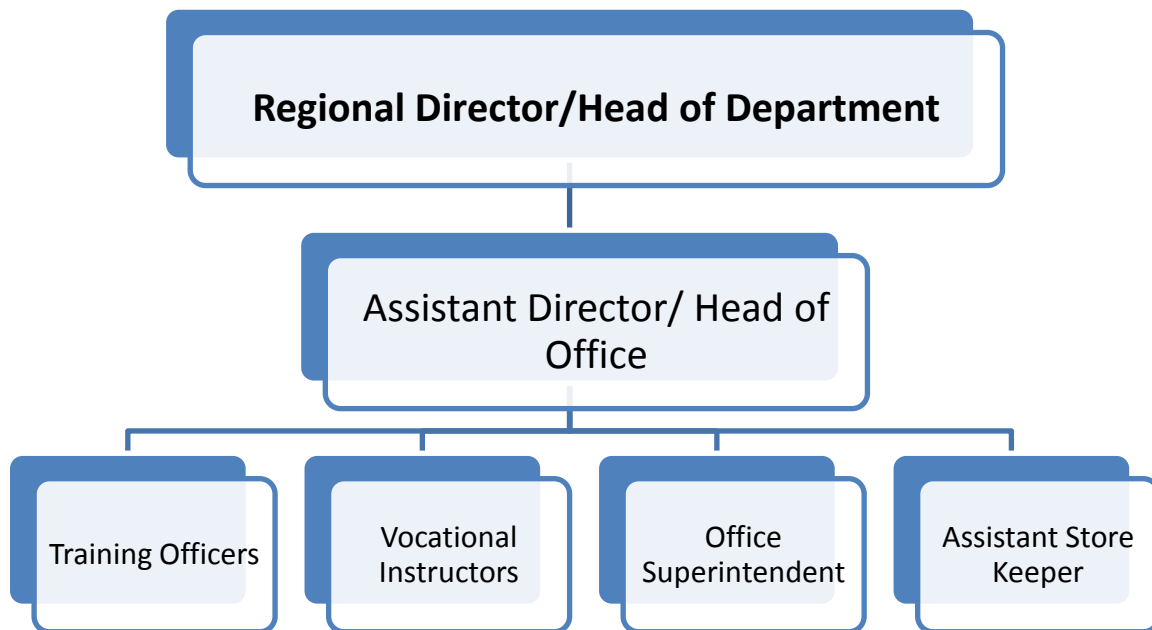 Regional Director/Head of Department
Assistant Director/ Head of
Office
Training Officers
Vocational
Instructors
Office
Superintendent
Assistant Store
Keeper